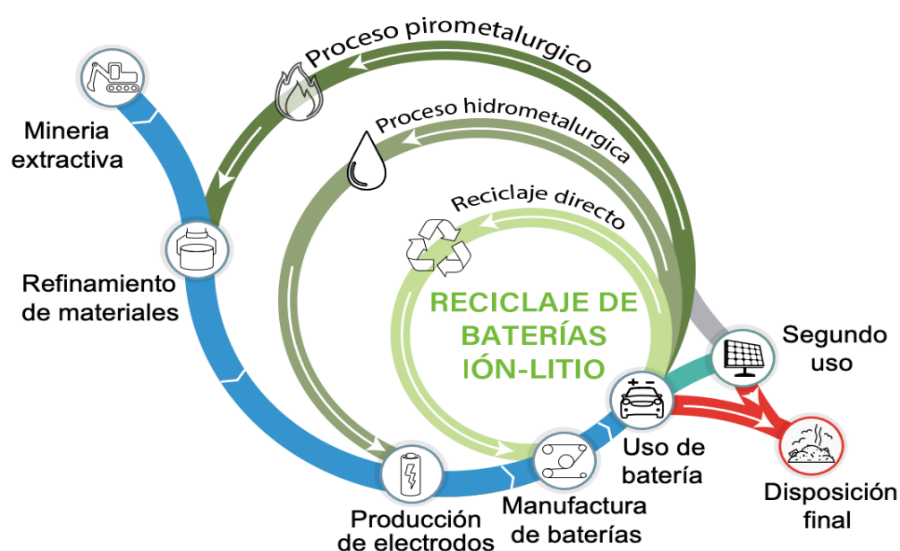 Proceso pirometalurgico
Mineria
extractiva
Proceso hidrometalurgica
Reciclaje directo
Refinamiento
de materiales
RECICLAJE DE
BATERÍAS
IÓN-LITIO
Segundo
uso
Uso de
batería
Manufactura
de baterías
Producción
de electrodos
Disposición
final